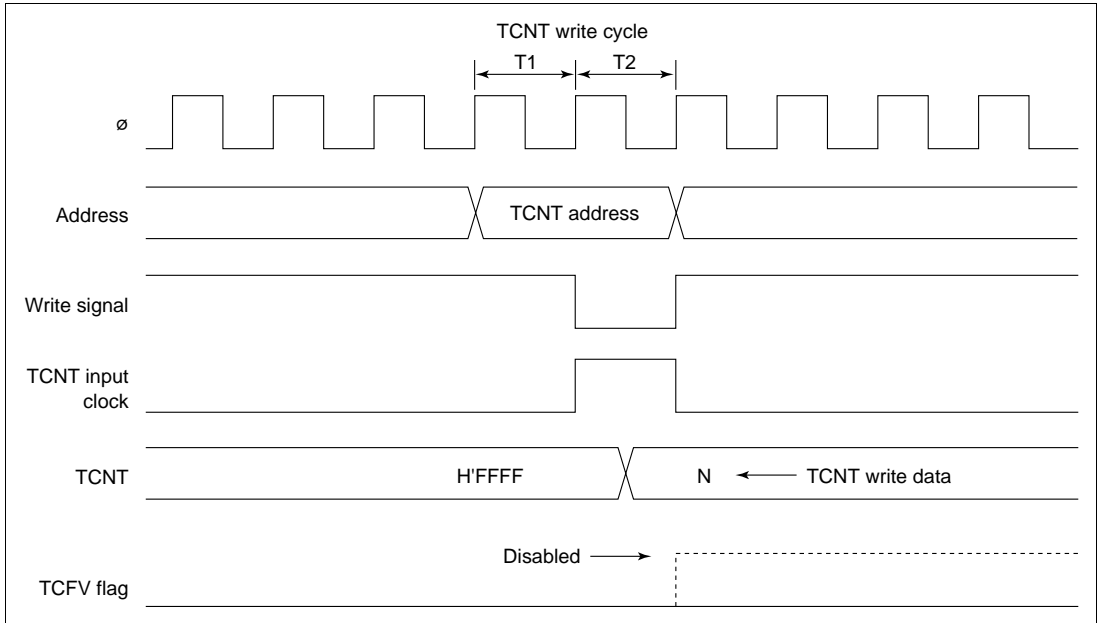 TCNT write cycle
T1 T2
ø
Address
TCNT address
Write signal
TCNT input
clock
TCNT
H'FFFF
N
TCNT write data
Disabled
TCFV flag